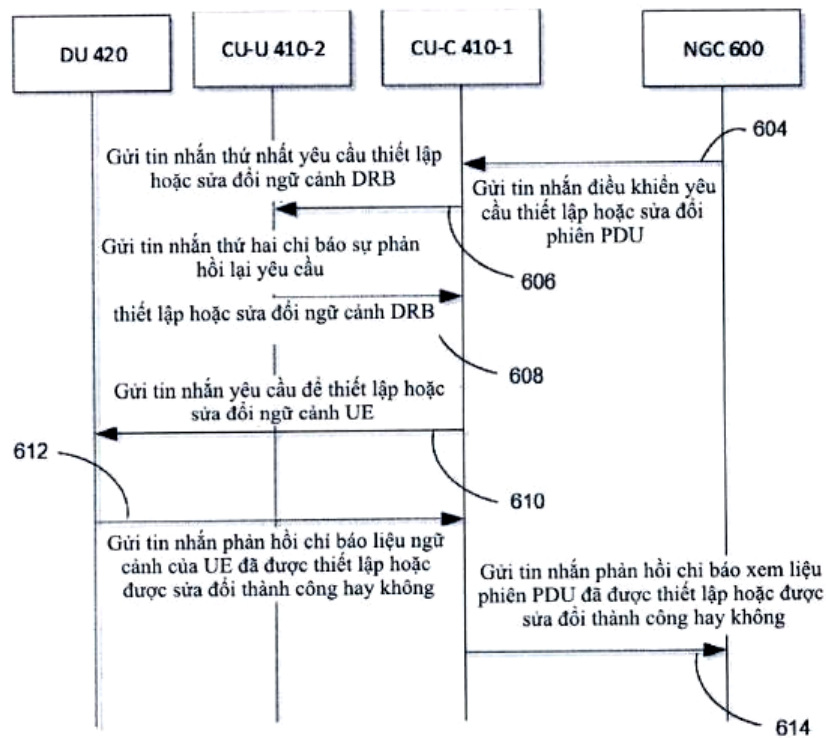 DU 420
CU-U 410-2
CU-C 410-1
NGC 600
604
Gửi tin nhắn thứ nhất yêu cầu thiết lập
hoặc sửa đổi ngữ cảnh DRB
Gửi tin nhắn điều khiển yêu
cầu thiết lập hoặc sửa đổi
phiên PDU
606
Gửi tin nhắn thứ hai chỉ báo sự phản
hồi lại yêu cầu
thiết lập hoặc sửa đổi ngữ cảnh DRB
608
Gửi tin nhắn yêu cầu để thiết lập hoặc
sửa đổi ngữ cảnh UE
612
610
Gửi tin nhắn phản hồi chỉ báo liệu ngữ
cảnh của UE đã được thiết lập hoặc
được sửa đổi thành công hay không
Gửi tin nhắn phản hồi chỉ báo xem liệu
phiên PDU đã được thiết lập hoặc được
sửa đổi thành công hay không
614